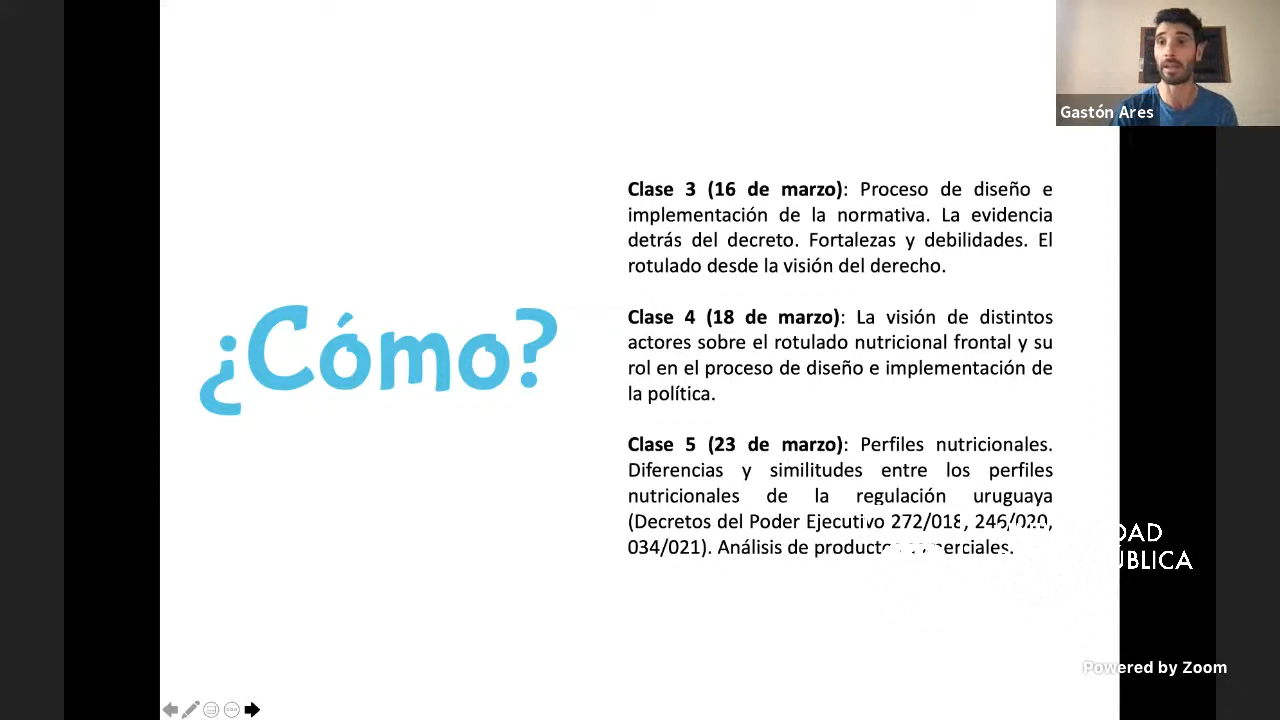 Gastón Ares
Clase 3 (16 de marzo): Proceso de diseño e
implementación de la normativa. La evidencia
detrás del decreto. Fortalezas y debilidades. El
rotulado desde la visión del derecho.
¿Cómo?
Clase 4 (18 de marzo): La visión de distintos
actores sobre el rotulado nutricional frontal y su
rol en el proceso de diseño e implementación de
la política.
Clase 5 (23 de marzo): Perfiles nutricionales.
Diferencias y similitudes entre los perfiles
nutricionales de la regulación uruguaya
(Decretos del Poder Ejecutivo 272/018, 246/020,
034/021). Análisis de productos comerciales.
Powered by Zoom